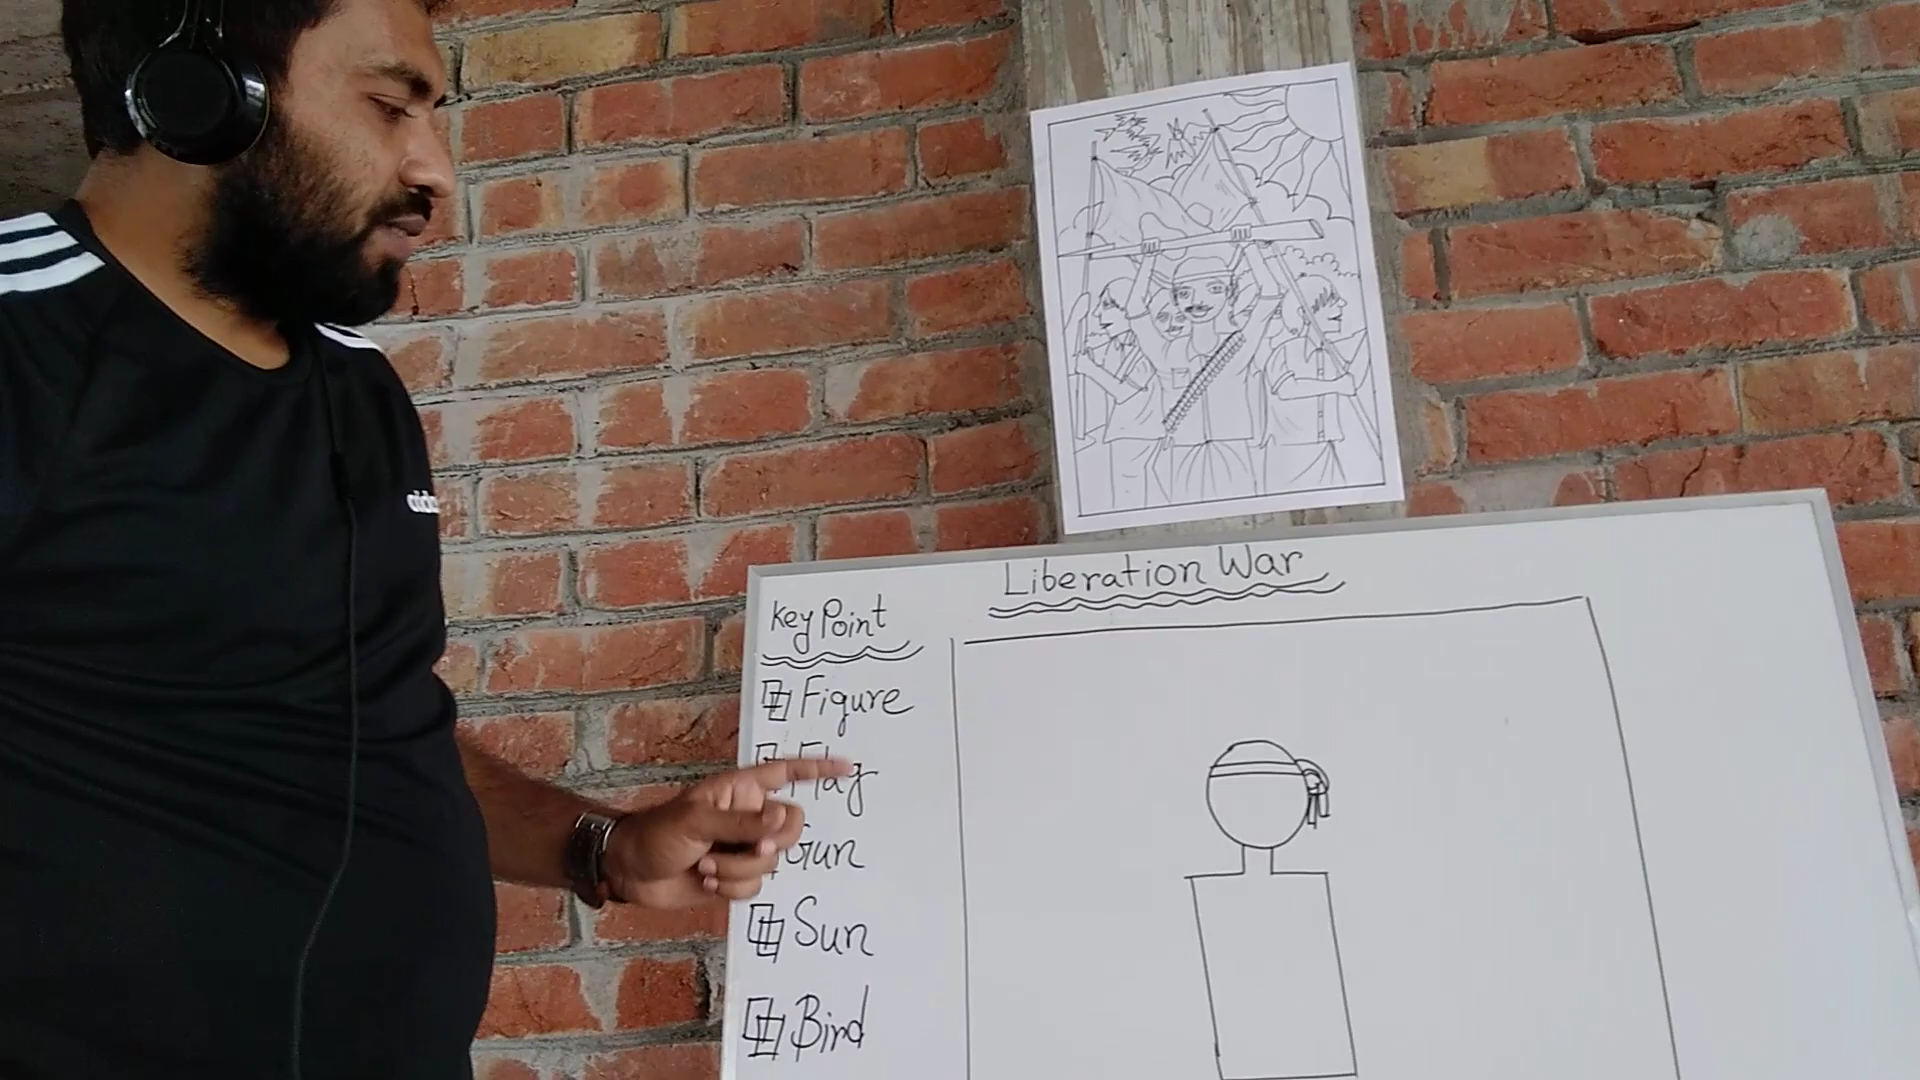 Liberation War
Key Point
Figure
Flag
Gun
Sun
Bird